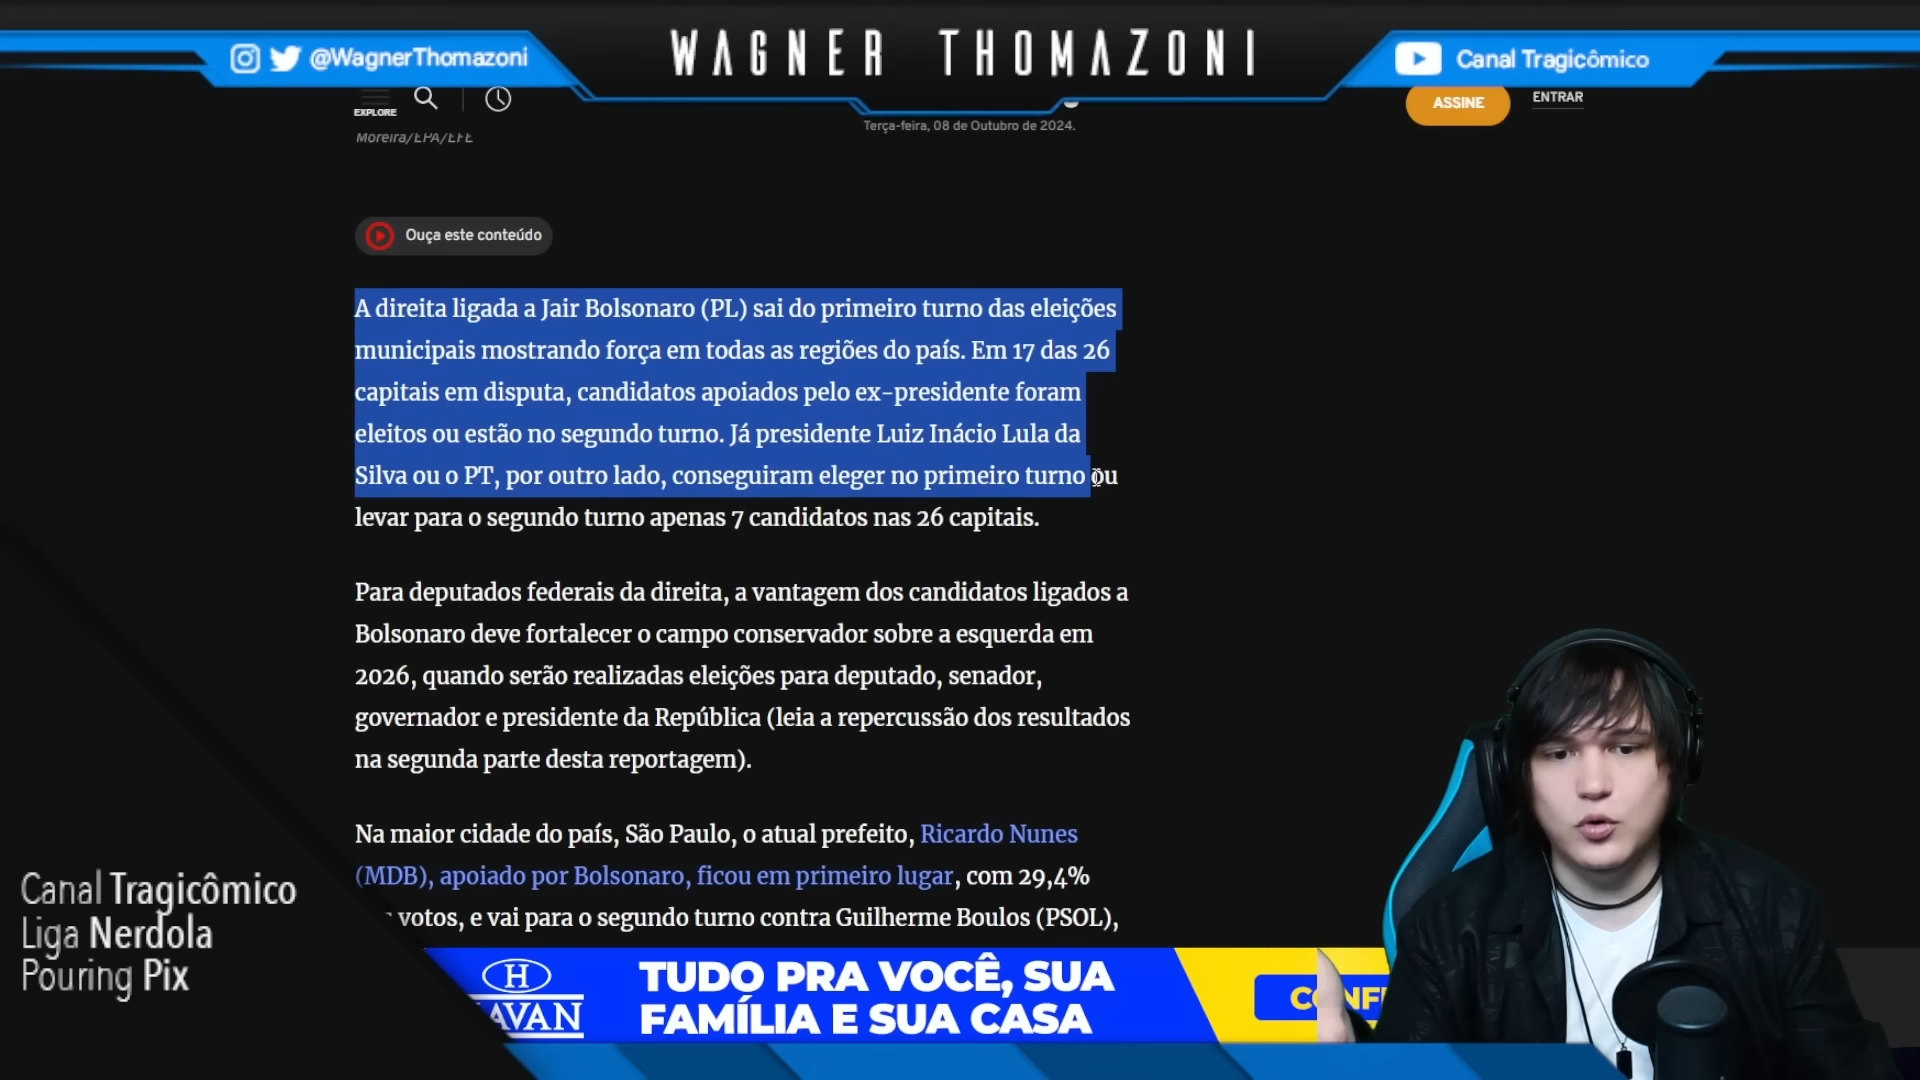 WAGNER THOMAZONI
@WagnerThomazoni
Canal Tragicômico
EXPLORE
Terça-feira, 08 de Outubro de 2024.
ASSINE
ENTRAR
Moreira/EPA/EFE
Ouça este conteúdo
A direita ligada a Jair Bolsonaro (PL) sai do primeiro turno das eleições
municipais mostrando força em todas as regiões do país. Em 17 das 26
capitais em disputa, candidatos apoiados pelo ex-presidente foram
eleitos ou estão no segundo turno. Já presidente Luiz Inácio Lula da
Silva ou o PT, por outro lado, conseguiram eleger no primeiro turno ou
levar para o segundo turno apenas 7 candidatos nas 26 capitais.
Para deputados federais da direita, a vantagem dos candidatos ligados a
Bolsonaro deve fortalecer o campo conservador sobre a esquerda em
2026, quando serão realizadas eleições para deputado, senador,
governador e presidente da República (leia a repercussão dos resultados
na segunda parte desta reportagem).
Na maior cidade do país, São Paulo, o atual prefeito, Ricardo Nunes
(MDB), apoiado por Bolsonaro, ficou em primeiro lugar, com 29,4%
votos, e vai para o segundo turno contra Guilherme Boulos (PSOL),
Canal Tragicômico
Liga Nerdola
Pouring Pix
H
AVAN
TUDO PRA VOCÊ, SUA
FAMÍLIA E SUA CASA